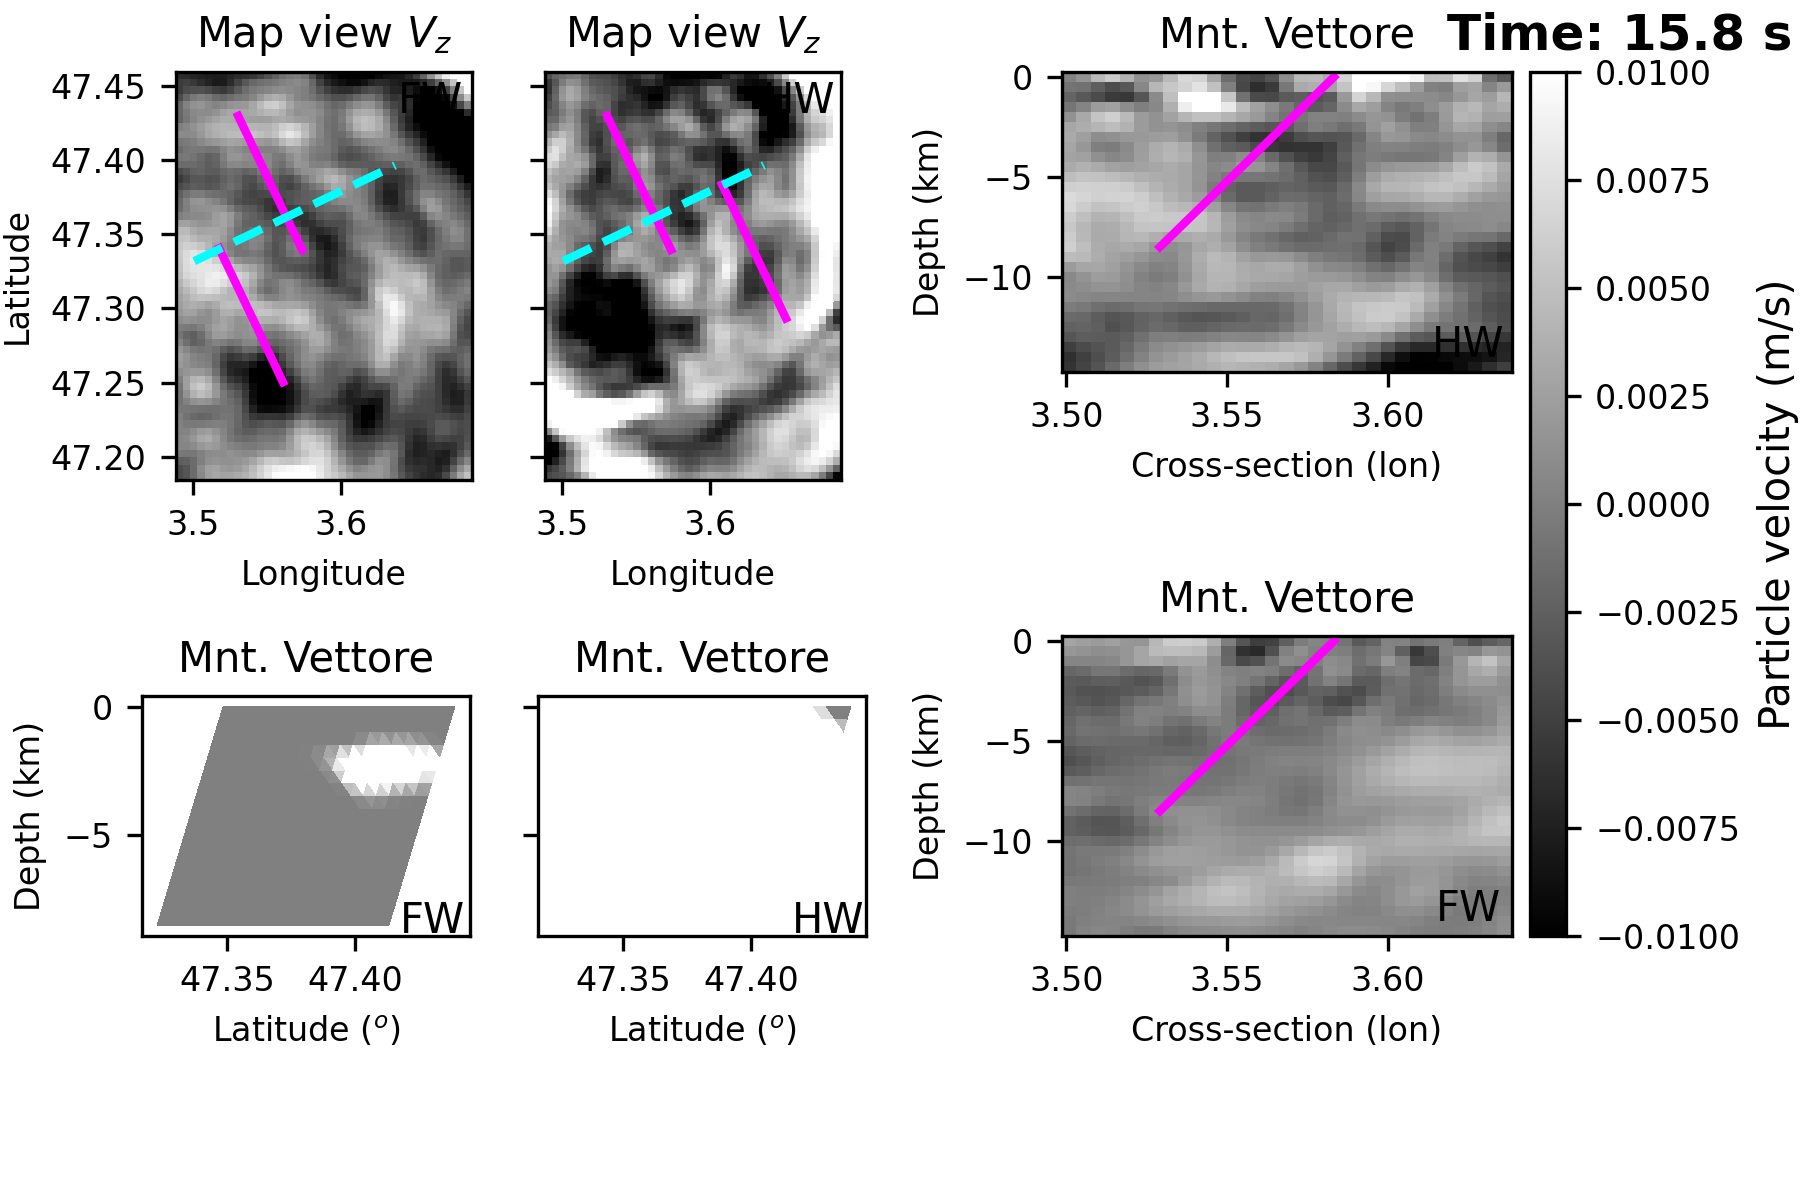 Map view Vz
Map view Vz
Mnt. Vettore
Time: 15.8 s
47.45
47.40
47.35
47.30
47.25
47.20
Latitude
FW
3.5
3.6
Longitude
HW
3.5
3.6
Longitude
0
−5
−10
Depth (km)
HW
3.50
3.55
3.60
Cross-section (lon)
0.0100
0.0075
0.0050
0.0025
0.0000
−0.0025
−0.0050
−0.0075
−0.0100
Particle velocity (m/s)
Mnt. Vettore
0
−5
Depth (km)
FW
47.35
47.40
Latitude (o)
Mnt. Vettore
HW
47.35
47.40
Latitude (o)
Mnt. Vettore
0
−5
−10
Depth (km)
FW
3.50
3.55
3.60
Cross-section (lon)